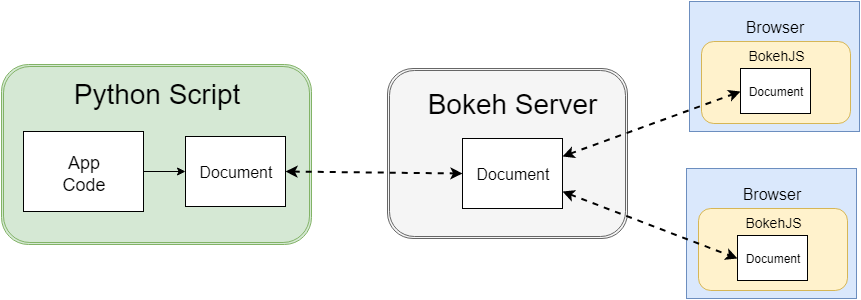 Python Script
App
Code
Document
Bokeh Server
Document
Browser
BokehJS
Document
Browser
BokehJS
Document